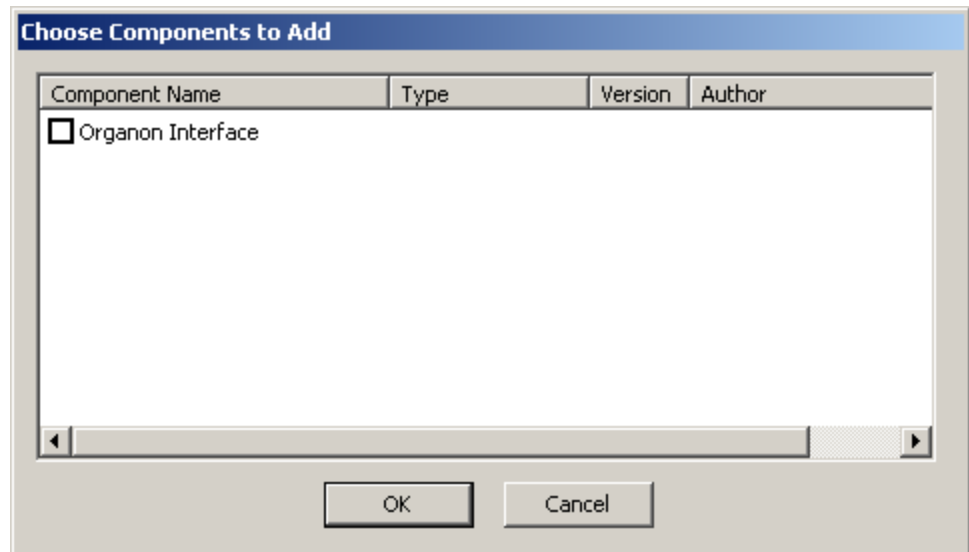 Choose Components to Add
Component Name Type Version Author
Organon Interface
OK Cancel